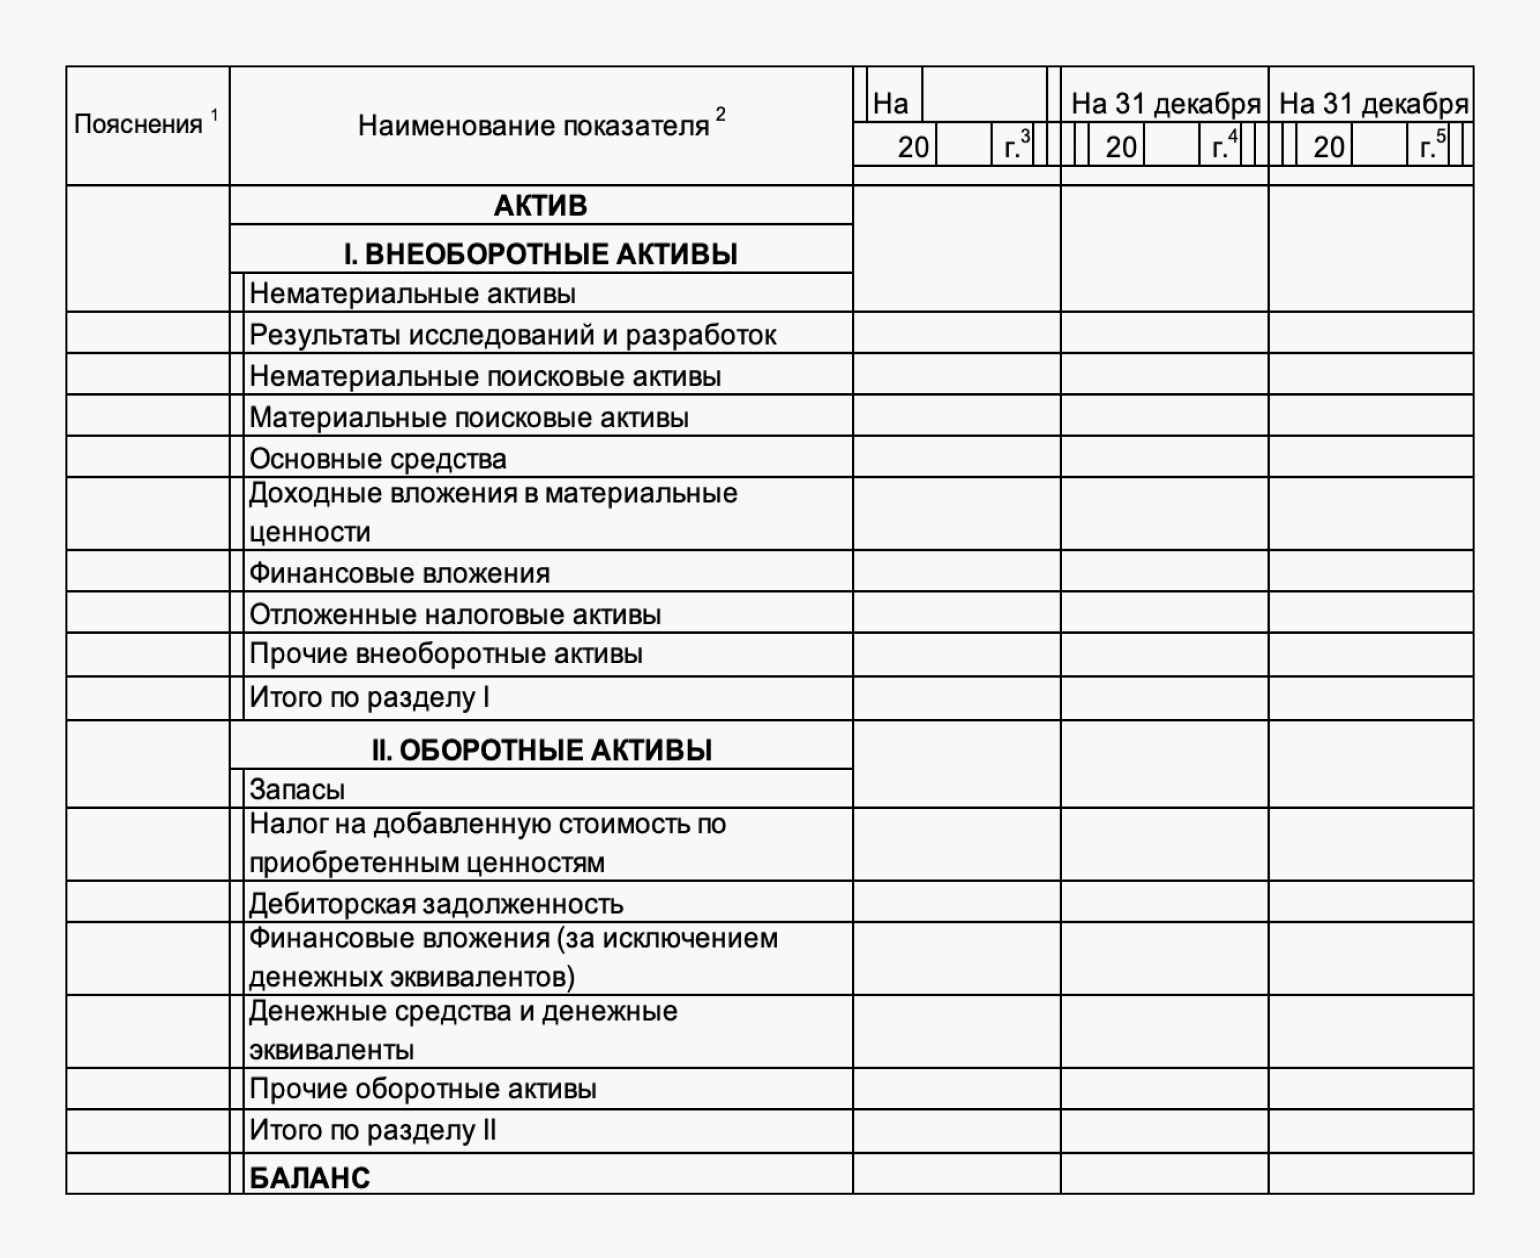 Пояснения 1
Наименование показателя 2
На
20 г.3
На 31 декабря
20 г.4
На 31 декабря
20 г.5
АКТИВ
I. ВНЕОБОРОТНЫЕ АКТИВЫ
Нематериальные активы
Результаты исследований и разработок
Нематериальные поисковые активы
Материальные поисковые активы
Основные средства
Доходные вложения в материальные
ценности
Финансовые вложения
Отложенные налоговые активы
Прочие внеоборотные активы
Итого по разделу I
II. ОБОРОТНЫЕ АКТИВЫ
Запасы
Налог на добавленную стоимость по
приобретенным ценностям
Дебиторская задолженность
Финансовые вложения (за исключением
денежных эквивалентов)
Денежные средства и денежные
эквиваленты
Прочие оборотные активы
Итого по разделу II
БАЛАНС